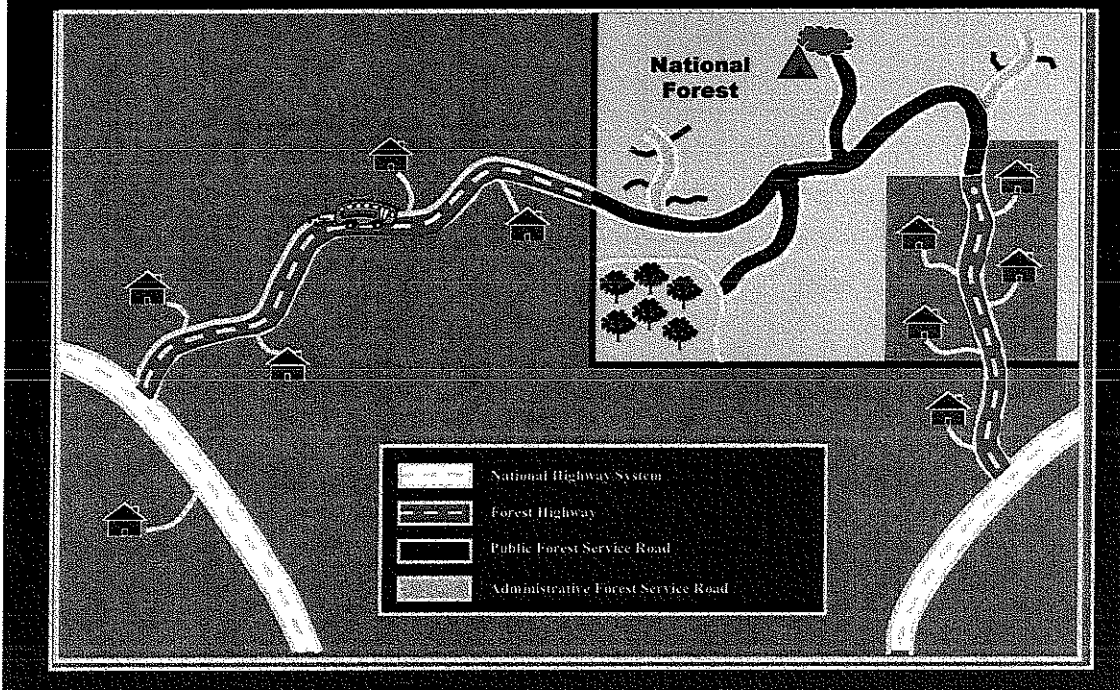 National
Forest
National Highway System
Forest Highway
Public Forest Service Road
Administrative Forest Service Road